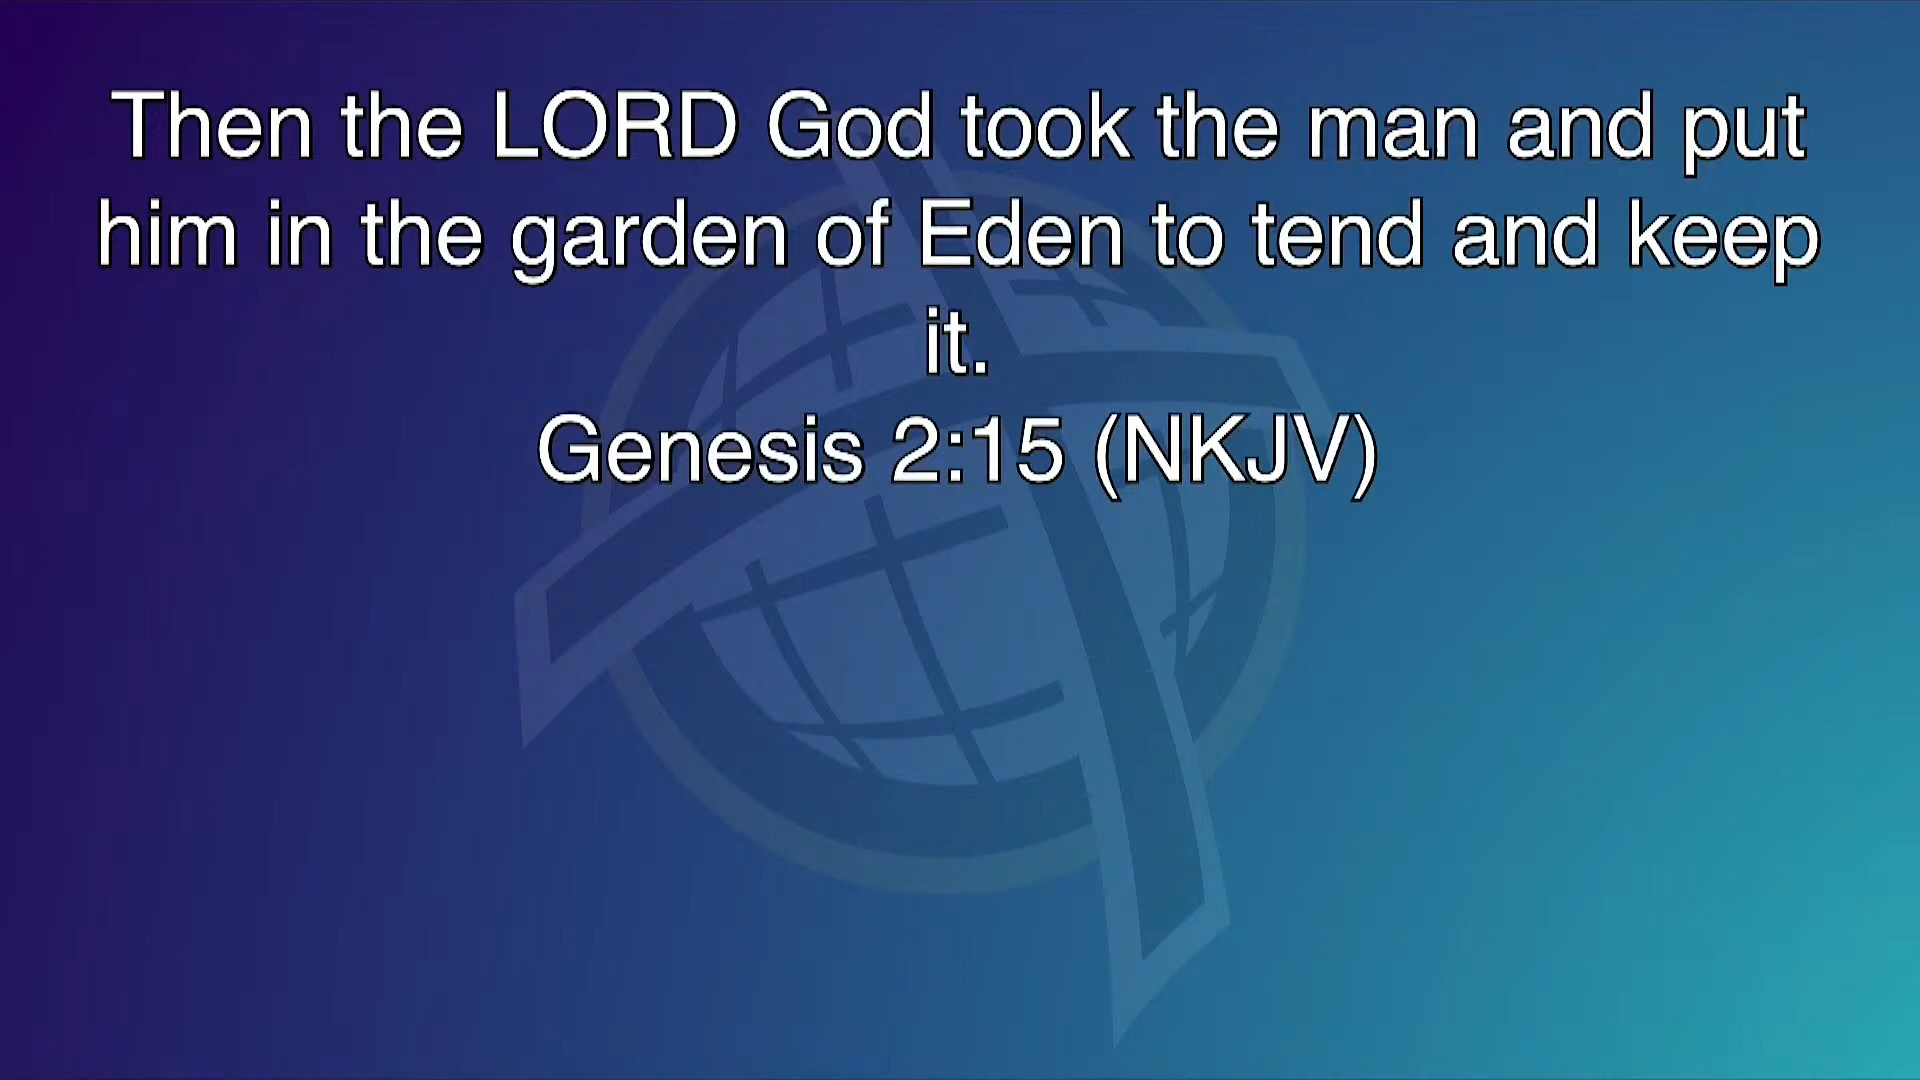 Then the LORD God took the man and put
him in the garden of Eden to tend and keep
it.
Genesis 2:15 (NKJV)